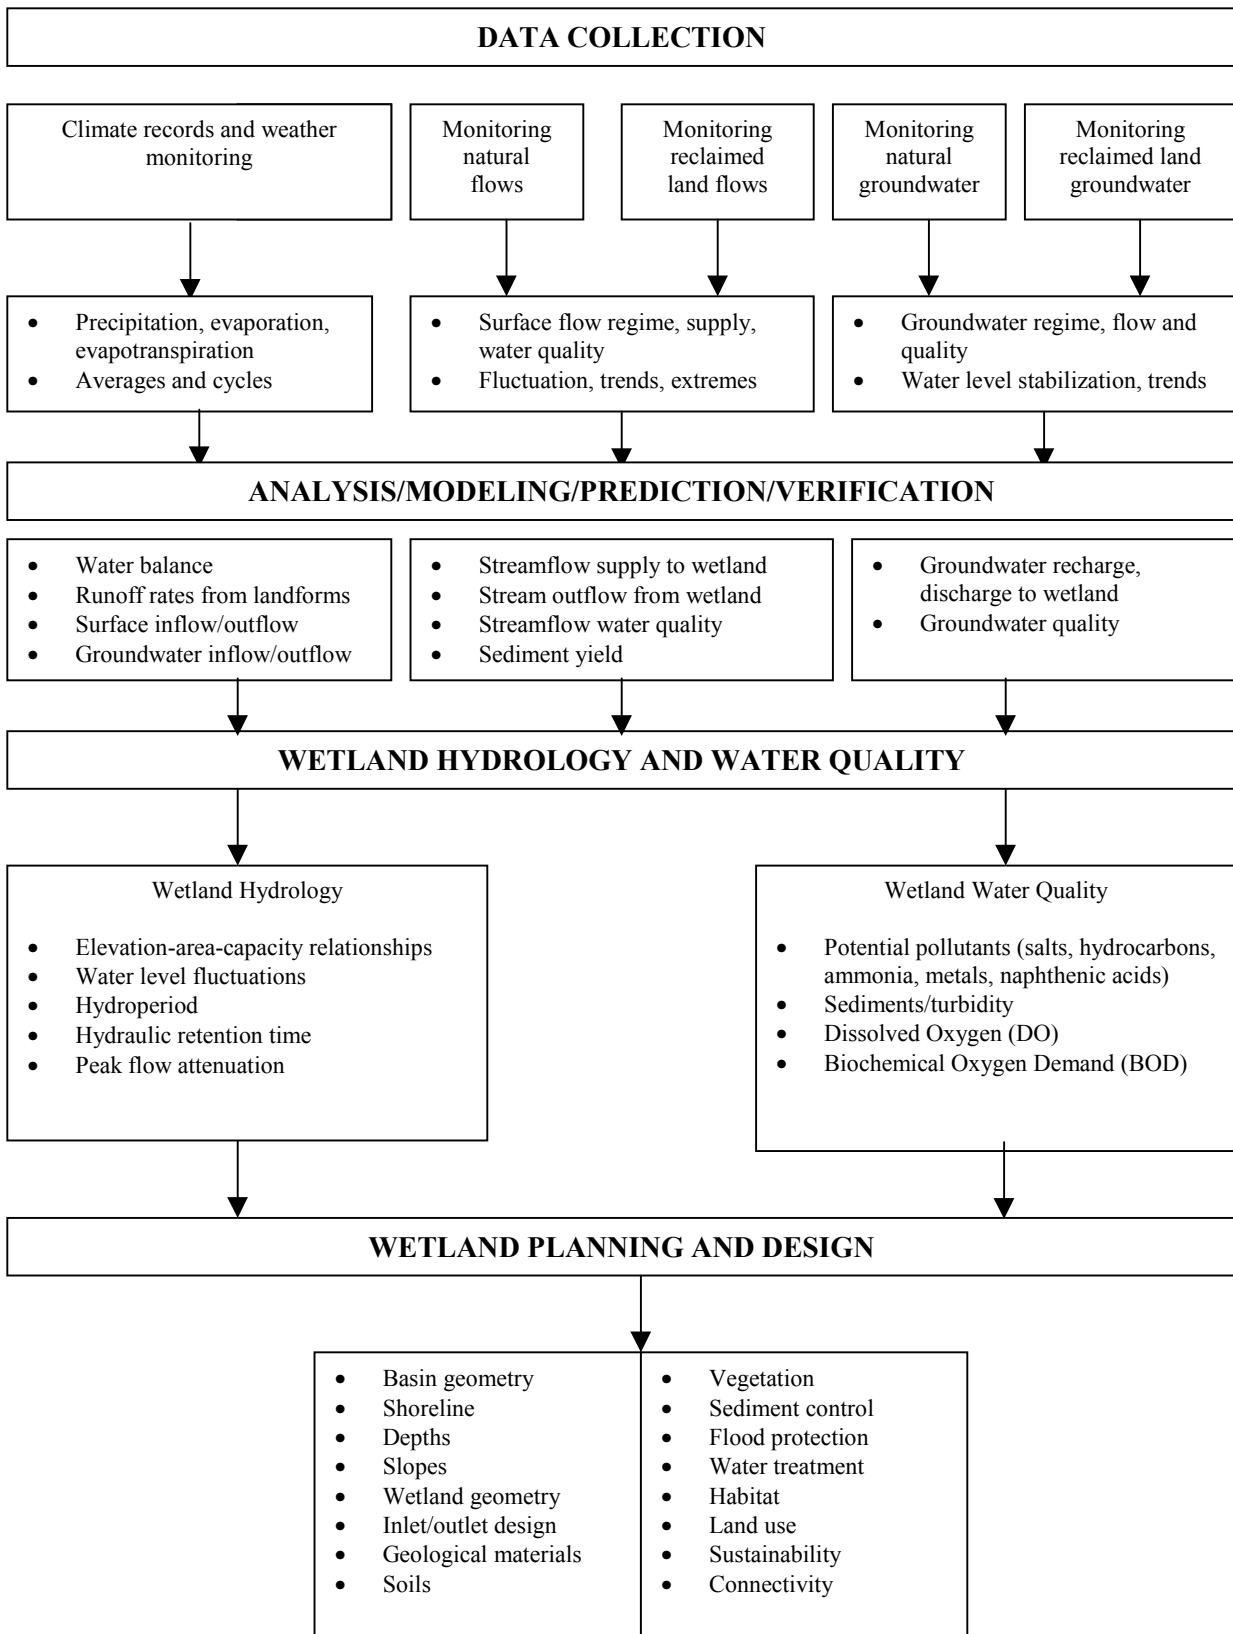 DATA COLLECTION
Climate records and weather
monitoring
Monitoring
natural
flows
Monitoring
reclaimed
land flows
Monitoring
natural
groundwater
Monitoring
reclaimed land
groundwater
• Precipitation, evaporation,
evapotranspiration
• Averages and cycles
• Surface flow regime, supply,
water quality
• Fluctuation, trends, extremes
• Groundwater regime, flow and
quality
• Water level stabilization, trends
ANALYSIS/MODELING/PREDICTION/VERIFICATION
• Water balance
• Runoff rates from landforms
• Surface inflow/outflow
• Groundwater inflow/outflow
• Streamflow supply to wetland
• Stream outflow from wetland
• Streamflow water quality
• Sediment yield
• Groundwater recharge,
discharge to wetland
• Groundwater quality
WETLAND HYDROLOGY AND WATER QUALITY
Wetland Hydrology
• Elevation-area-capacity relationships
• Water level fluctuations
• Hydroperiod
• Hydraulic retention time
• Peak flow attenuation
Wetland Water Quality
• Potential pollutants (salts, hydrocarbons,
ammonia, metals, naphthenic acids)
• Sediments/turbidity
• Dissolved Oxygen (DO)
• Biochemical Oxygen Demand (BOD)
WETLAND PLANNING AND DESIGN
• Basin geometry
• Shoreline
• Depths
• Slopes
• Wetland geometry
• Inlet/outlet design
• Geological materials
• Soils
• Vegetation
• Sediment control
• Flood protection
• Water treatment
• Habitat
• Land use
• Sustainability
• Connectivity